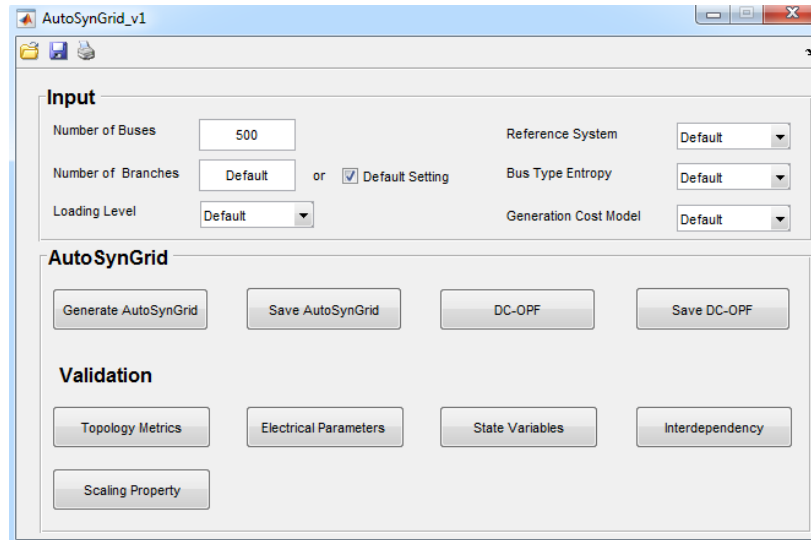 AutoSynGrid_v1
Input
Number of Buses 500 Reference System Default
Number of Branches Default or Default Setting Bus Type Entropy Default
Loading Level Default Generation Cost Model Default
AutoSynGrid
Generate AutoSynGrid Save AutoSynGrid DC-OPF Save DC-OPF
Validation
Topology Metrics Electrical Parameters State Variables Interdependency
Scaling Property